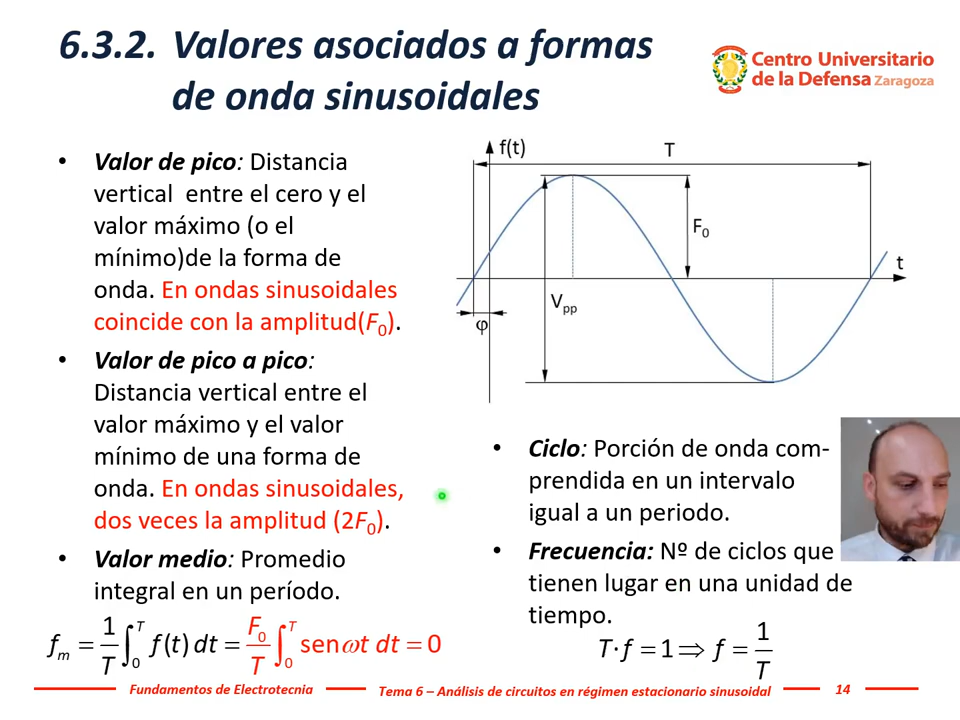 6.3.2. Valores asociados a formas
de onda sinusoidales
Centro Universitario
de la Defensa Zaragoza
• Valor de pico: Distancia
vertical entre el cero y el
valor máximo (o el
mínimo)de la forma de
onda. En ondas sinusoidales
coincide con la amplitud(F₀).
• Valor de pico a pico:
Distancia vertical entre el
valor máximo y el valor
mínimo de una forma de
onda. En ondas sinusoidales,
dos veces la amplitud (2F₀).
• Valor medio: Promedio
integral en un período.
fₘ = 1/T ∫₀ᵀ f(t) dt = F₀/T ∫₀ᵀ sen ωt dt = 0
f(t)
T
F₀
t
Vₚₚ
φ
• Ciclo: Porción de onda com-
prendida en un intervalo
igual a un periodo.
• Frecuencia: Nº de ciclos que
tienen lugar en una unidad de
tiempo.
T·f = 1 ⇒ f = 1/T
Fundamentos de Electrotecnia
Tema 6 – Análisis de circuitos en régimen estacionario sinusoidal
14